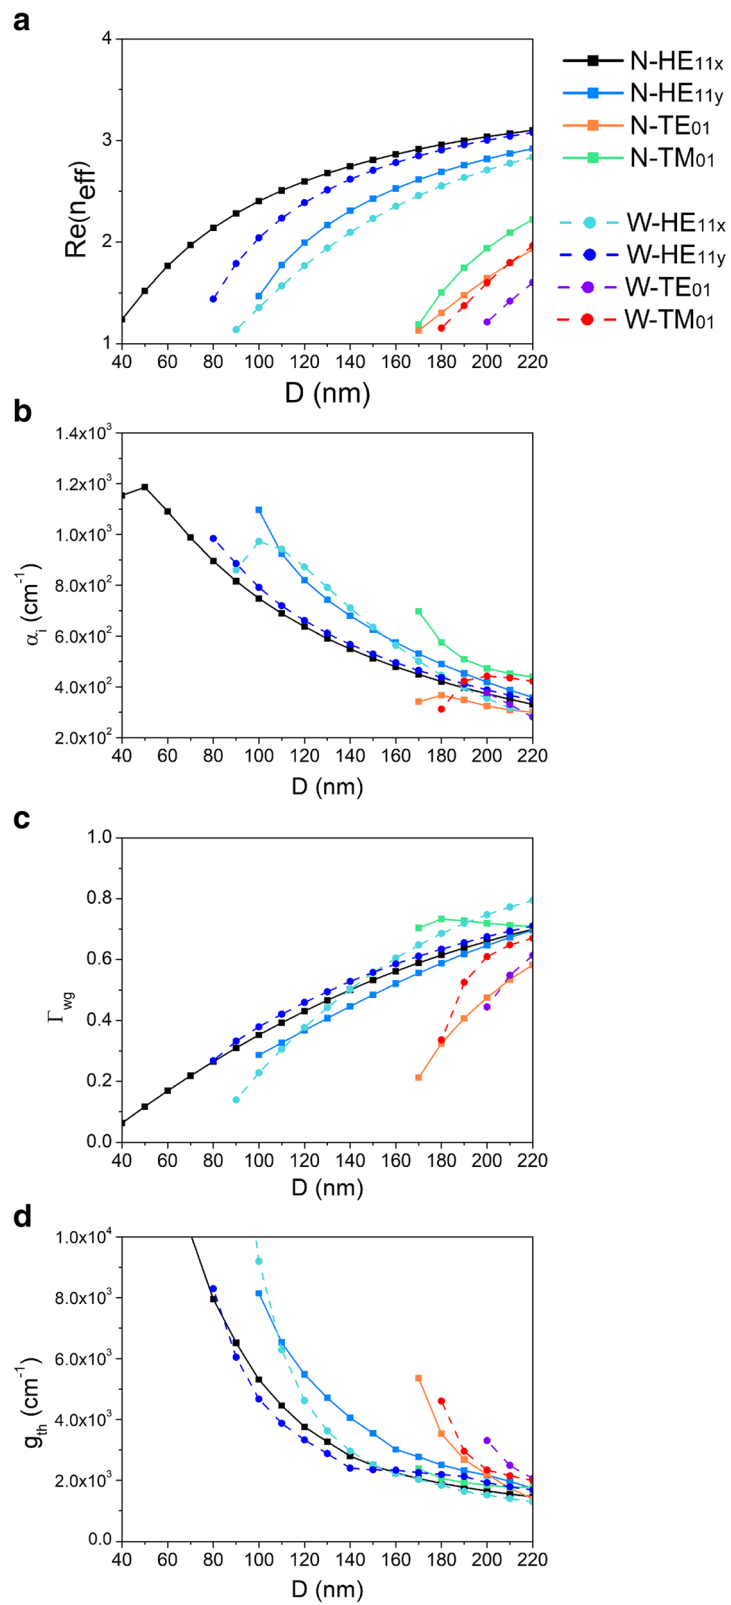 a
4
3
2
1
Re(neff)
40 60 80 100 120 140 160 180 200 220
D (nm)
N-HE11x
N-HE11y
N-TE01
N-TM01
W-HE11x
W-HE11y
W-TE01
W-TM01
b
1.4x10³
1.2x10³
1.0x10³
8.0x10²
6.0x10²
4.0x10²
2.0x10²
αi (cm⁻¹)
40 60 80 100 120 140 160 180 200 220
D (nm)
c
1.0
0.8
0.6
0.4
0.2
0.0
Γwg
40 60 80 100 120 140 160 180 200 220
D (nm)
d
1.0x10⁴
8.0x10³
6.0x10³
4.0x10³
2.0x10³
0.0
gth (cm⁻¹)
40 60 80 100 120 140 160 180 200 220
D (nm)